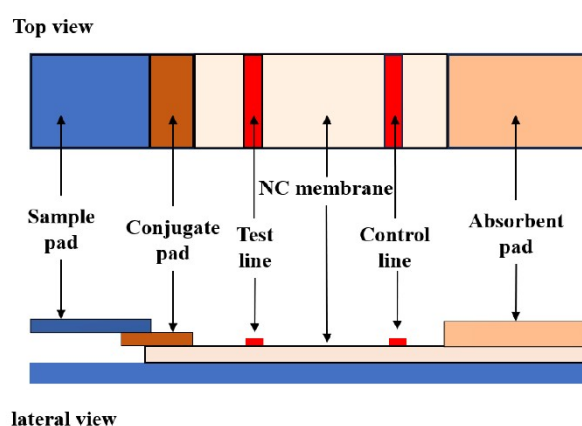 Top view
NC membrane
Sample
pad
Conjugate
pad
Test
line
Control
line
Absorbent
pad
lateral view